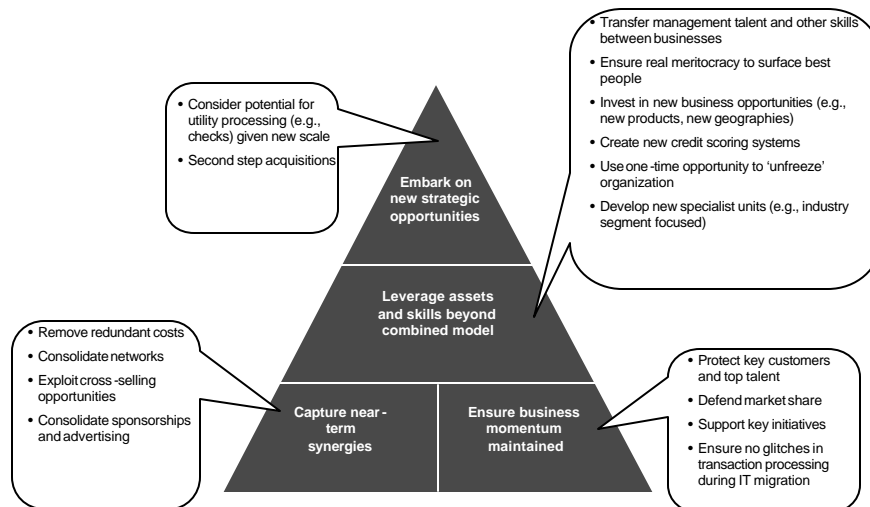 • Consider potential for
utility processing (e.g.,
checks) given new scale
• Second step acquisitions
• Transfer management talent and other skills
between businesses
• Ensure real meritocracy to surface best
people
• Invest in new business opportunities (e.g.,
new products, new geographies)
• Create new credit scoring systems
• Use one-time opportunity to ‘unfreeze’
organization
• Develop new specialist units (e.g., industry
segment focused)
Embark on
new strategic
opportunities
Leverage assets
and skills beyond
combined model
• Remove redundant costs
• Consolidate networks
• Exploit cross-selling
opportunities
• Consolidate sponsorships
and advertising
Capture near-
term
synergies
Ensure business
momentum
maintained
• Protect key customers
and top talent
• Defend market share
• Support key initiatives
• Ensure no glitches in
transaction processing
during IT migration